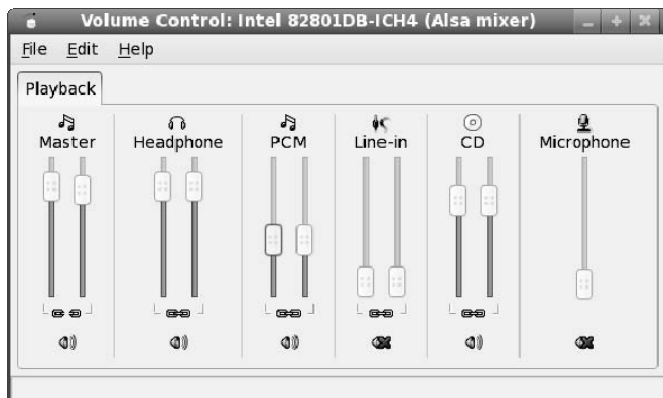 Volume Control: Intel 82801DB-ICH4 (Alsa mixer)
File Edit Help
Playback
Master Headphone PCM Line-in CD Microphone